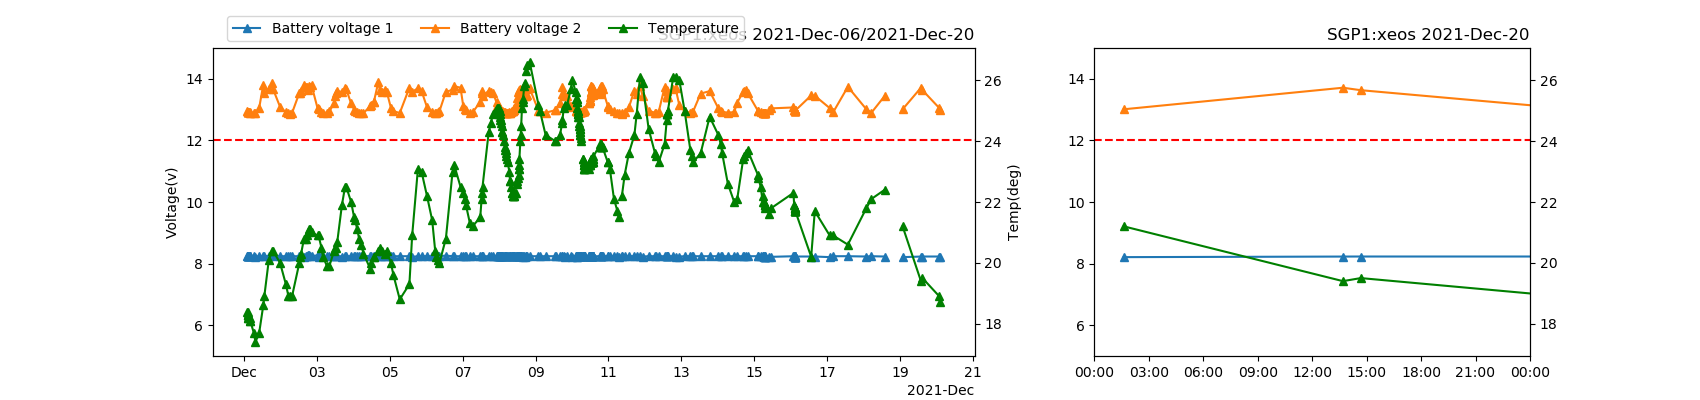 Battery voltage 1 Battery voltage 2 Temperature
SGP1:xeos 2021-Dec-06/2021-Dec-20
SGP1:xeos 2021-Dec-20
14 26 14 26
12 24 12 24
Voltage(v)
Temp(deg)
10 22 10 22
8 20 8 20
6 18 6 18
Dec 03 05 07 09 11 13 15 17 19 21
00:00 03:00 06:00 09:00 12:00 15:00 18:00 21:00 00:00
2021-Dec